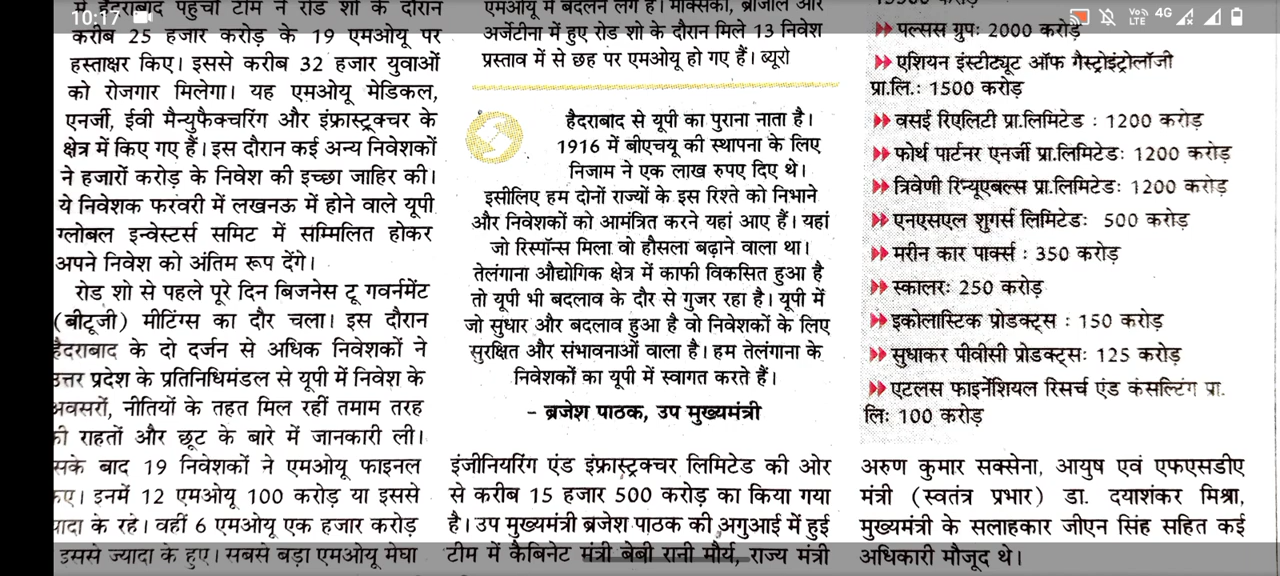 10:17
4G
VoLTE
में हैदराबाद पहुंची टीम ने रोड शो के दौरान
करीब 25 हजार करोड़ के 19 एमओयू पर
हस्ताक्षर किए। इससे करीब 32 हजार युवाओं
को रोजगार मिलेगा। यह एमओयू मेडिकल,
एनर्जी, ईवी मैन्युफैक्चरिंग और इंफ्रास्ट्रक्चर के
क्षेत्र में किए गए हैं। इस दौरान कई अन्य निवेशकों
ने हजारों करोड़ के निवेश की इच्छा जाहिर की।
ये निवेशक फरवरी में लखनऊ में होने वाले यूपी
ग्लोबल इन्वेस्टर्स समिट में सम्मिलित होकर
अपने निवेश को अंतिम रूप देंगे।
रोड शो से पहले पूरे दिन बिजनेस टू गवर्नमेंट
(बीटूजी) मीटिंग्स का दौर चला। इस दौरान
हैदराबाद के दो दर्जन से अधिक निवेशकों ने
उत्तर प्रदेश के प्रतिनिधिमंडल से यूपी में निवेश के
अवसरों, नीतियों के तहत मिल रहीं तमाम तरह
की राहतों और छूट के बारे में जानकारी ली।
सके बाद 19 निवेशकों ने एमओयू फाइनल
किए। इनमें 12 एमओयू 100 करोड़ या इससे
यादा के रहे। वहीं 6 एमओयू एक हजार करोड़
इससे ज्यादा के हुए। सबसे बड़ा एमओयू मेघा
एमओयू में बदलने लगे हैं। मैक्सिको, ब्राजील और
अर्जेंटीना में हुए रोड शो के दौरान मिले 13 निवेश
प्रस्ताव में से छह पर एमओयू हो गए हैं। ब्यूरो
हैदराबाद से यूपी का पुराना नाता है।
1916 में बीएचयू की स्थापना के लिए
निजाम ने एक लाख रुपए दिए थे।
इसीलिए हम दोनों राज्यों के इस रिश्ते को निभाने
और निवेशकों को आमंत्रित करने यहां आए हैं। यहां
जो रिस्पॉन्स मिला वो हौसला बढ़ाने वाला था।
तेलंगाना औद्योगिक क्षेत्र में काफी विकसित हुआ है
तो यूपी भी बदलाव के दौर से गुजर रहा है। यूपी में
जो सुधार और बदलाव हुआ है वो निवेशकों के लिए
सुरक्षित और संभावनाओं वाला है। हम तेलंगाना के
निवेशकों का यूपी में स्वागत करते हैं।
- ब्रजेश पाठक, उप मुख्यमंत्री
इंजीनियरिंग एंड इंफ्रास्ट्रक्चर लिमिटेड की ओर
से करीब 15 हजार 500 करोड़ का किया गया
है। उप मुख्यमंत्री ब्रजेश पाठक की अगुआई में हुई
टीम में कैबिनेट मंत्री बेबी रानी मौर्य, राज्य मंत्री
15500 करोड़
पल्सस ग्रुपः 2000 करोड़
एशियन इंस्टीट्यूट ऑफ गैस्ट्रोइंट्रोलॉजी
प्रा.लि.: 1500 करोड़
वसई रिएलिटी प्रा.लिमिटेड : 1200 करोड़
फोर्थ पार्टनर एनर्जी प्रा.लिमिटेडः 1200 करोड़
त्रिवेणी रिन्यूएबल्स प्रा.लिमिटेडः 1200 करोड़
एनएसएल शुगर्स लिमिटेडः 500 करोड़
मरीन कार पार्क्स : 350 करोड़
स्कालरः 250 करोड़
इकोलास्टिक प्रोडक्ट्स : 150 करोड़
सुधाकर पीवीसी प्रोडक्ट्सः 125 करोड़
एटलस फाइनेंशियल रिसर्च एंड कंसल्टिंग प्रा.
लिः 100 करोड़
अरुण कुमार सक्सेना, आयुष एवं एफएसडीए
मंत्री (स्वतंत्र प्रभार) डा. दयाशंकर मिश्रा,
मुख्यमंत्री के सलाहकार जीएन सिंह सहित कई
अधिकारी मौजूद थे।